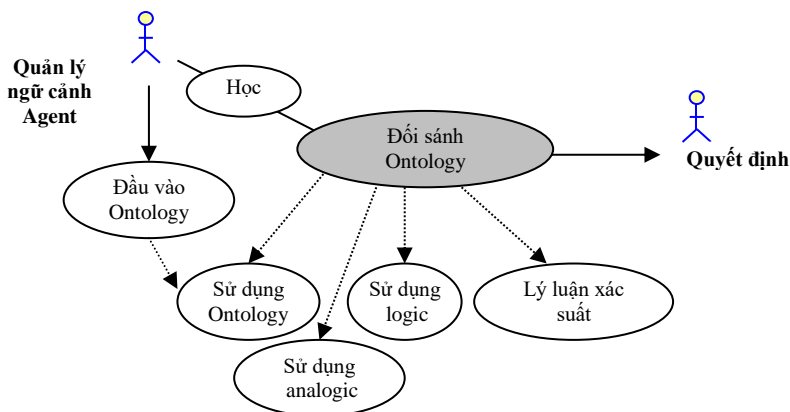 Quản lý
ngữ cảnh
Agent
Học
Đối sánh
Ontology
Quyết định
Đầu vào
Ontology
Sử dụng
Ontology
Sử dụng
logic
Lý luận xác
suất
Sử dụng
analogic